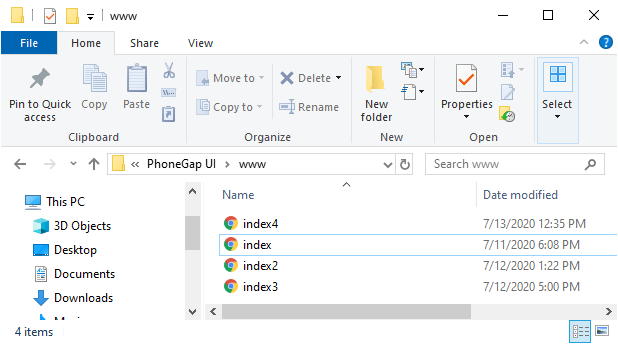 www
File Home Share View
Pin to Quick access
Copy
Paste
Move to
Copy to
Delete
Rename
New folder
Properties
Select
Clipboard Organize New Open
« PhoneGap UI › www
Search www
This PC
3D Objects
Desktop
Documents
Downloads
Name Date modified
index4 7/13/2020 12:35 PM
index 7/11/2020 6:08 PM
index2 7/12/2020 1:22 PM
index3 7/12/2020 5:00 PM
4 items